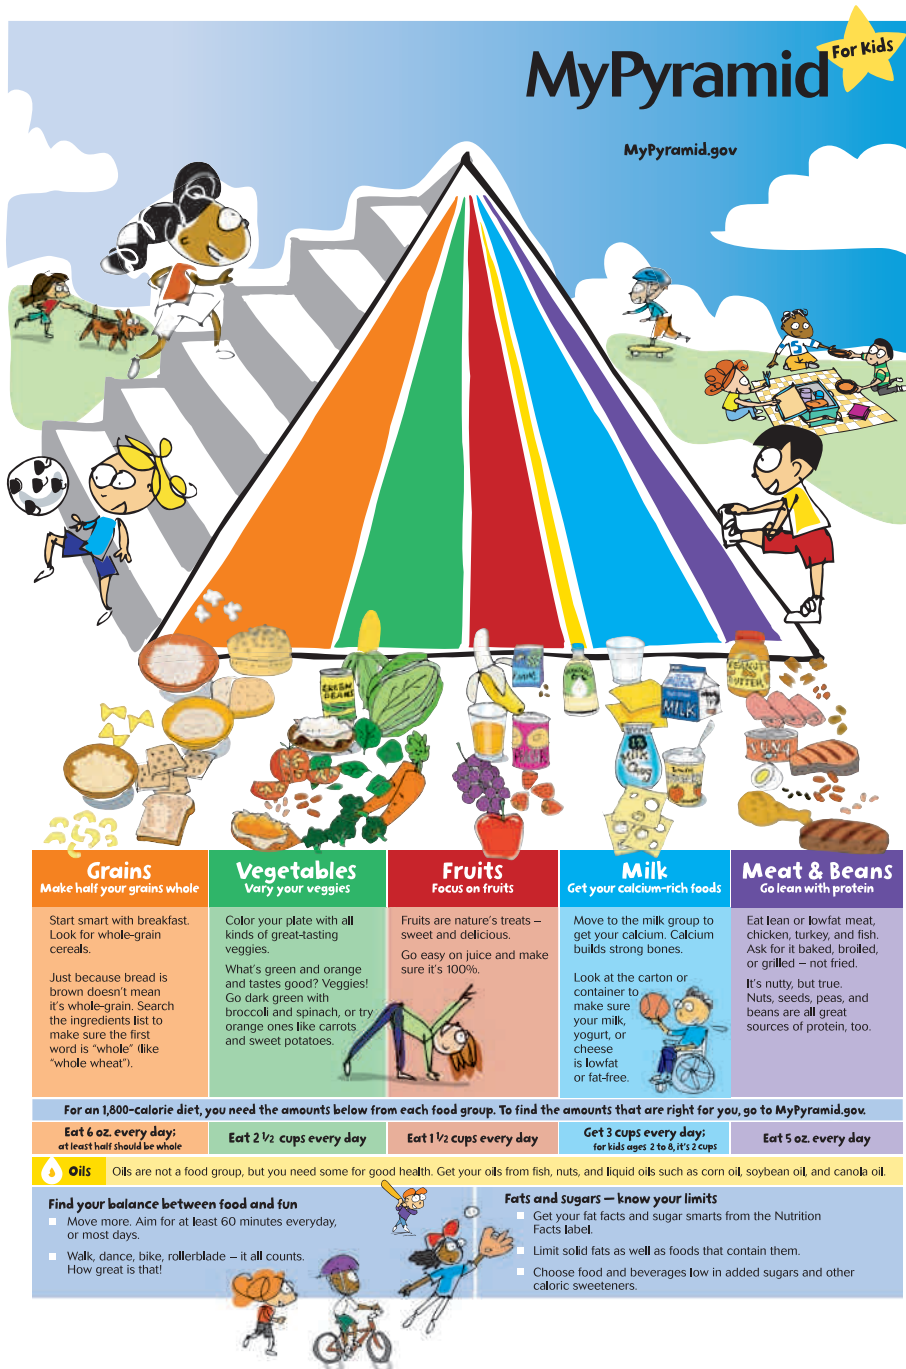 MyPyramid
For Kids
MyPyramid.gov
5
GREEN
BEANS
MILK
PEANUT
BUTTER
TUNA
1%
Grains
Make half your grains whole
Start smart with breakfast.
Look for whole-grain
cereals.
Just because bread is
brown doesn't mean
it's whole-grain. Search
the ingredients list to
make sure the first
word is "whole" (like
"whole wheat").
Vegetables
Vary your veggies
Color your plate with all
kinds of great-tasting
veggies.
What's green and orange
and tastes good? Veggies!
Go dark green with
broccoli and spinach, or try
orange ones like carrots
and sweet potatoes.
Fruits
Focus on fruits
Fruits are nature's treats –
sweet and delicious.
Go easy on juice and make
sure it's 100%.
Milk
Get your calcium-rich foods
Move to the milk group to
get your calcium. Calcium
builds strong bones.
Look at the carton or
container to
make sure
your milk,
yogurt, or
cheese
is lowfat
or fat-free.
Meat & Beans
Go lean with protein
Eat lean or lowfat meat,
chicken, turkey, and fish.
Ask for it baked, broiled,
or grilled – not fried.
It's nutty, but true.
Nuts, seeds, peas, and
beans are all great
sources of protein, too.
For an 1,800-calorie diet, you need the amounts below from each food group. To find the amounts that are right for you, go to MyPyramid.gov.
Eat 6 oz. every day;
at least half should be whole
Eat 2 1/2 cups every day
Eat 1 1/2 cups every day
Get 3 cups every day;
for kids ages 2 to 8, it's 2 cups
Eat 5 oz. every day
Oils
Oils are not a food group, but you need some for good health. Get your oils from fish, nuts, and liquid oils such as corn oil, soybean oil, and canola oil.
Find your balance between food and fun
Move more. Aim for at least 60 minutes everyday,
or most days.
Walk, dance, bike, rollerblade – it all counts.
How great is that!
Fats and sugars — know your limits
Get your fat facts and sugar smarts from the Nutrition
Facts label.
Limit solid fats as well as foods that contain them.
Choose food and beverages low in added sugars and other
caloric sweeteners.